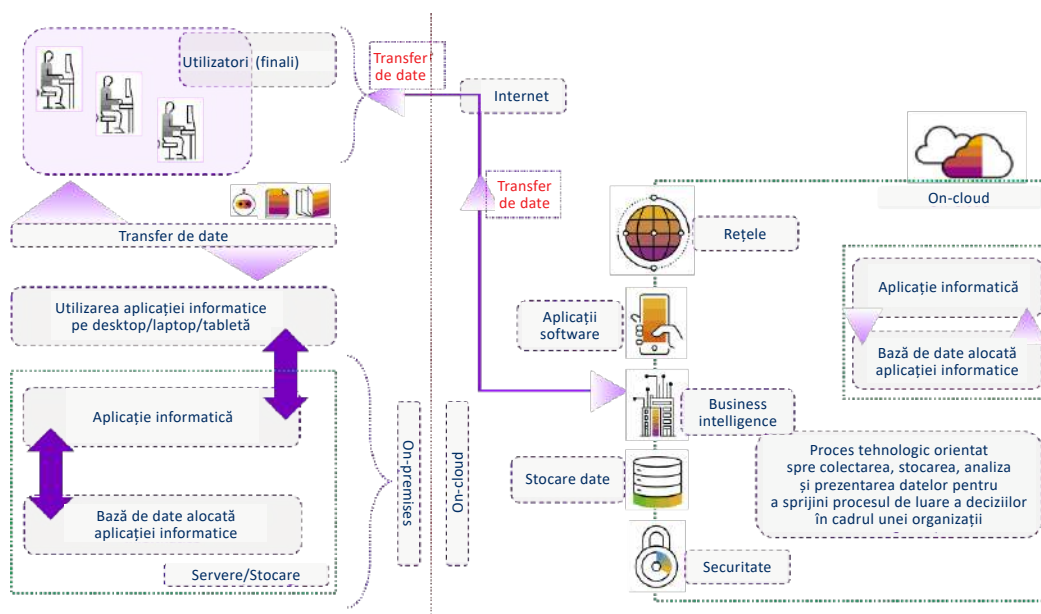 Utilizatori (finali)
Transfer
de date
Internet
Transfer
de date
On-cloud
Transfer de date
Rețele
Utilizarea aplicației informatice
pe desktop/laptop/tabletă
Aplicații
software
Aplicație informatică
Bază de date alocată
aplicației informatice
Aplicație informatică
Business
intelligence
On-premises
On-cloud
Stocare date
Proces tehnologic orientat
spre colectarea, stocarea, analiza
și prezentarea datelor pentru
a sprijini procesul de luare a deciziilor
în cadrul unei organizații
Bază de date alocată
aplicației informatice
Servere/Stocare
Securitate